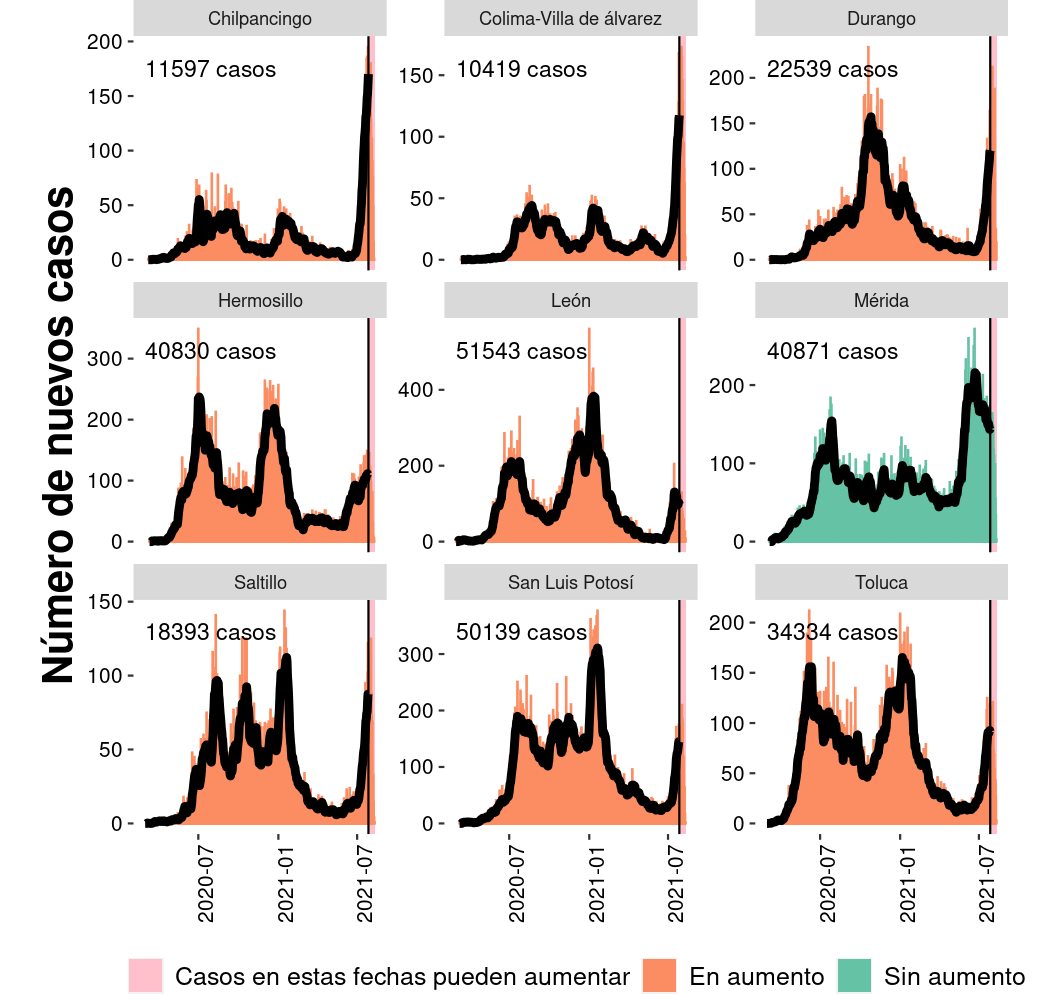 Número de nuevos casos
Chilpancingo
Colima-Villa de álvarez
Durango
200
150
100
50
0
11597 casos
150
100
50
0
10419 casos
200
150
100
50
0
22539 casos
Hermosillo
León
Mérida
300
200
100
0
40830 casos
400
200
0
51543 casos
200
100
0
40871 casos
Saltillo
San Luis Potosí
Toluca
150
100
50
0
18393 casos
300
200
100
0
50139 casos
200
150
100
50
0
34334 casos
2020-07
2021-01
2021-07
2020-07
2021-01
2021-07
2020-07
2021-01
2021-07
Casos en estas fechas pueden aumentar
En aumento
Sin aumento